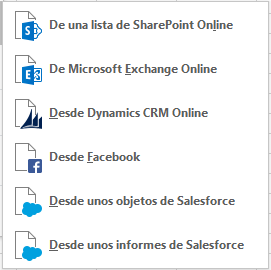 De una lista de SharePoint Online
De Microsoft Exchange Online
Desde Dynamics CRM Online
Desde Facebook
Desde unos objetos de Salesforce
Desde unos informes de Salesforce